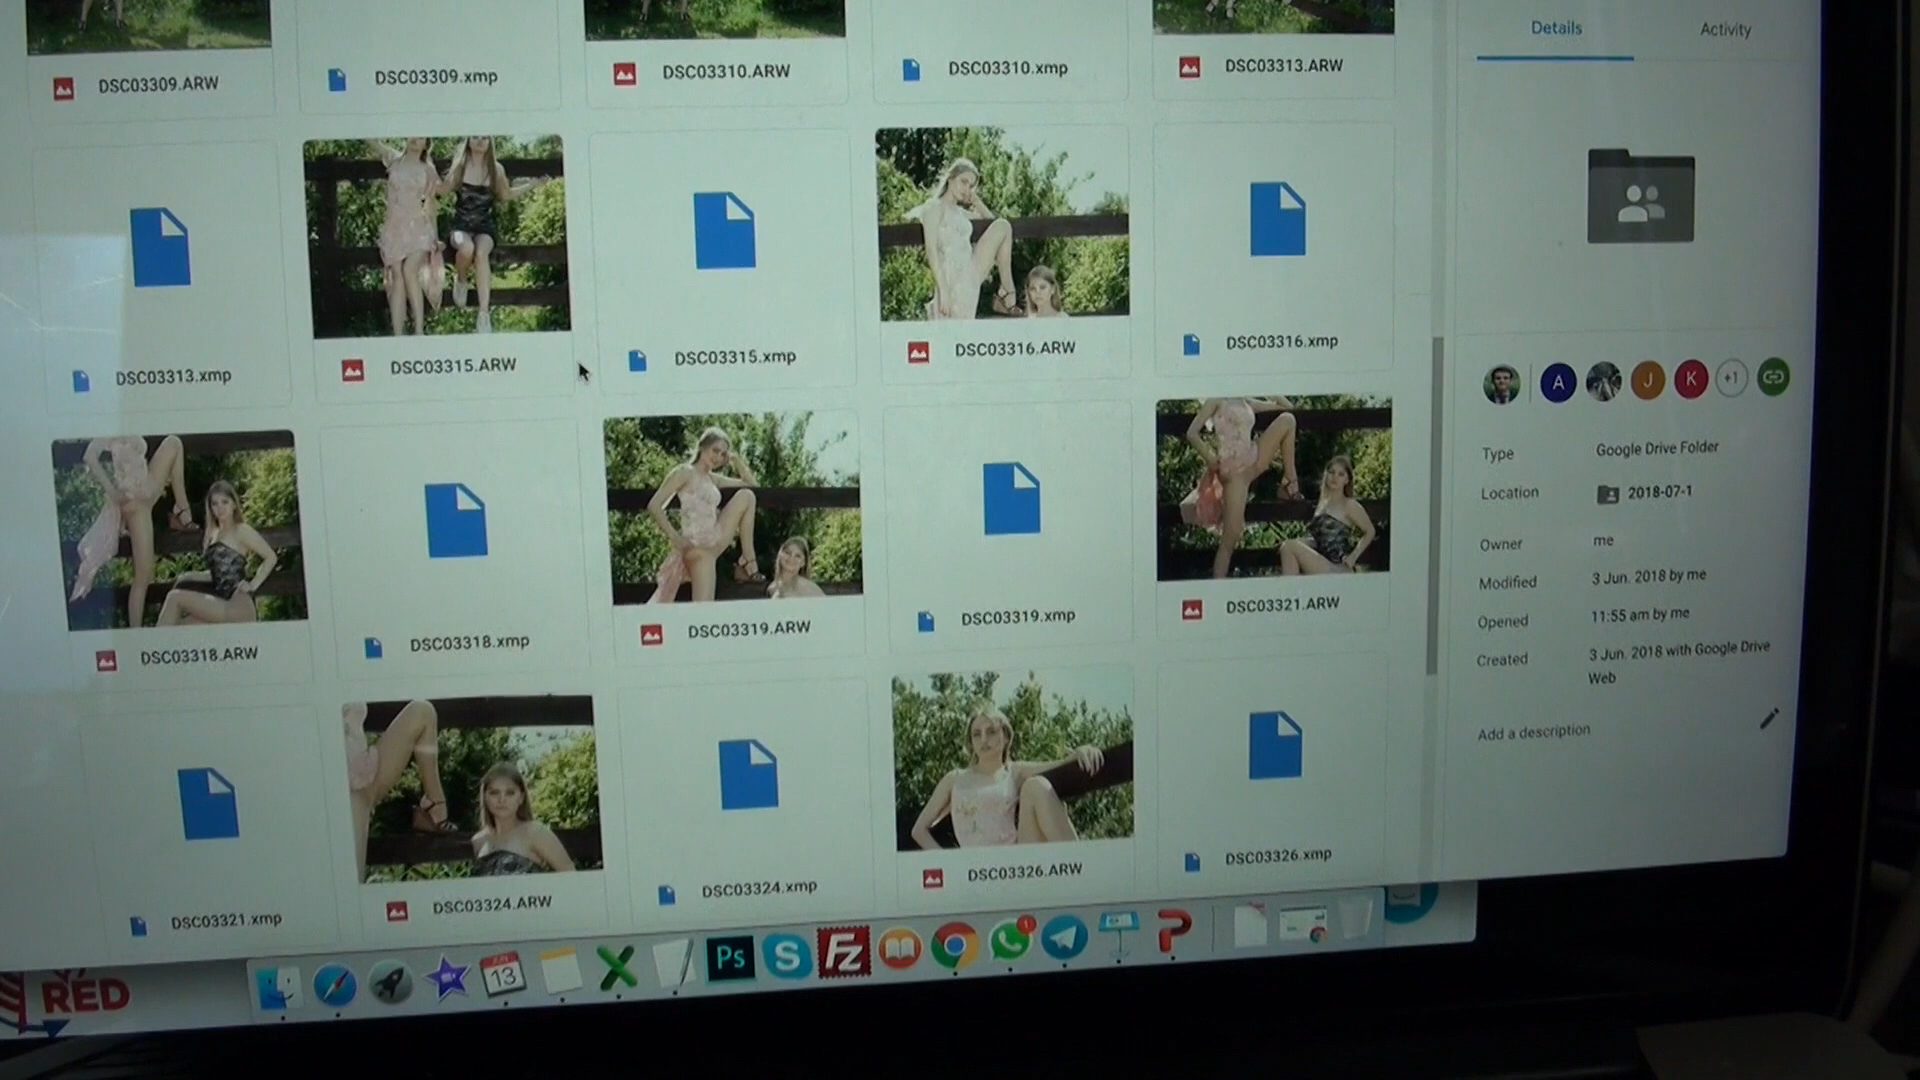 Details
Activity
DSC03309.ARW
DSC03309.xmp
DSC03310.ARW
DSC03310.xmp
DSC03313.ARW
DSC03313.xmp
DSC03315.ARW
DSC03315.xmp
DSC03316.ARW
DSC03316.xmp
A
J
K
+1
Type
Google Drive Folder
Location
2018-07-1
Owner
me
Modified
3 Jun. 2018 by me
Opened
11:55 am by me
Created
3 Jun. 2018 with Google Drive
Web
Add a description
DSC03318.ARW
DSC03318.xmp
DSC03319.ARW
DSC03319.xmp
DSC03321.ARW
DSC03321.xmp
DSC03324.ARW
DSC03324.xmp
DSC03326.ARW
DSC03326.xmp
RED
13
Ps
S
Fz
1